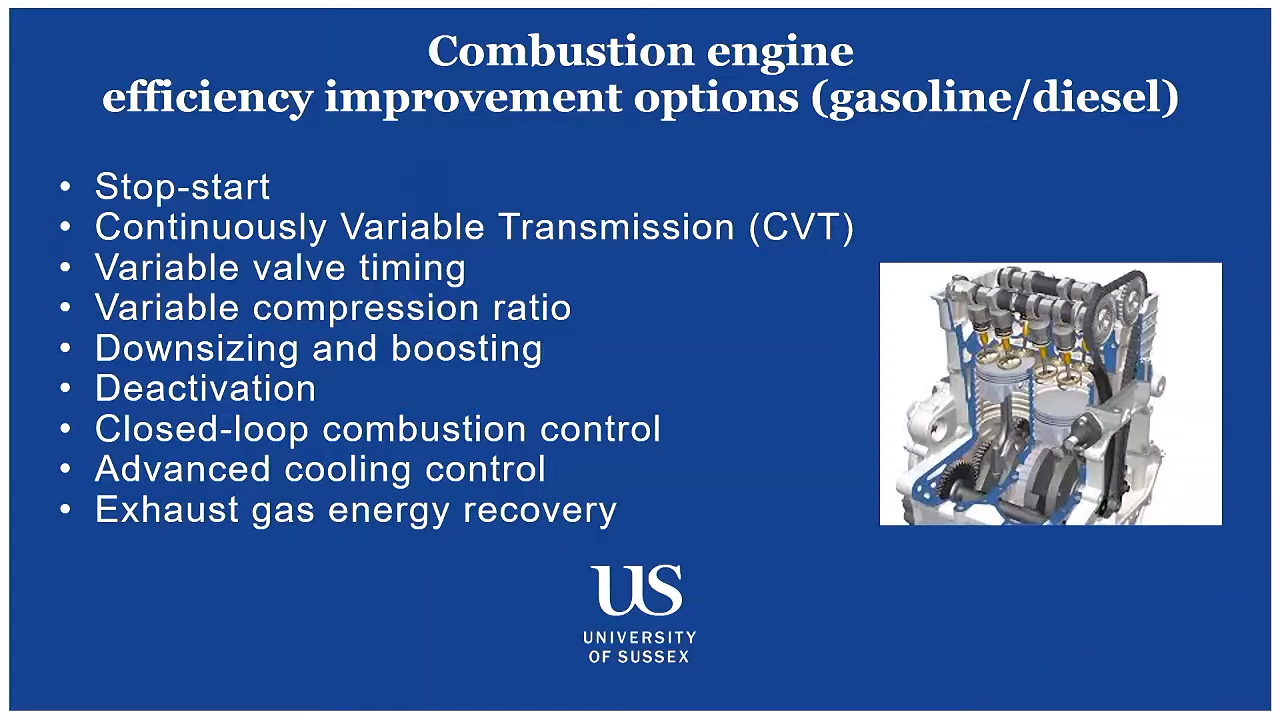 Combustion engine
efficiency improvement options (gasoline/diesel)
• Stop-start
• Continuously Variable Transmission (CVT)
• Variable valve timing
• Variable compression ratio
• Downsizing and boosting
• Deactivation
• Closed-loop combustion control
• Advanced cooling control
• Exhaust gas energy recovery
US
UNIVERSITY
OF SUSSEX